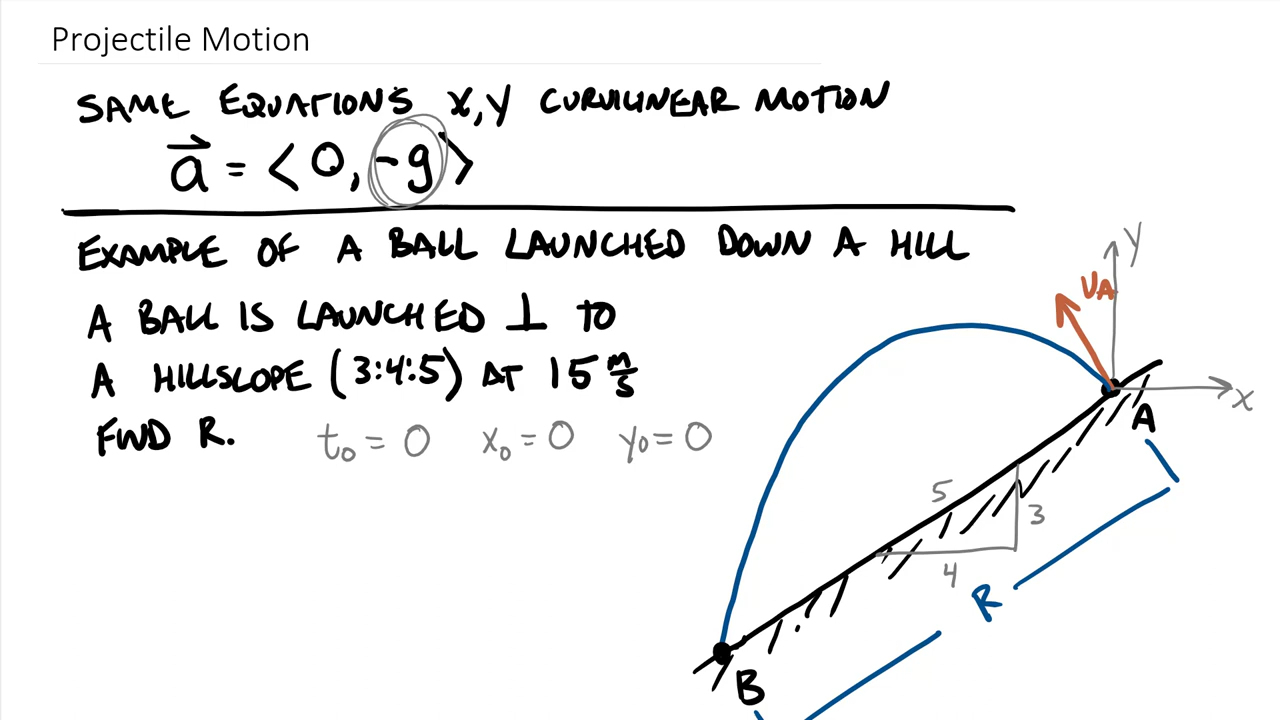 Projectile Motion
SAME EQUATIONS X,Y CURVILINEAR MOTION
a = < 0, -g >
EXAMPLE OF A BALL LAUNCHED DOWN A HILL
A BALL IS LAUNCHED ⊥ TO
A HILLSLOPE (3:4:5) AT 15 m/s
FIND R. t₀ = 0 x₀ = 0 y₀ = 0
y
vA
x
A
5
3
4
R
B